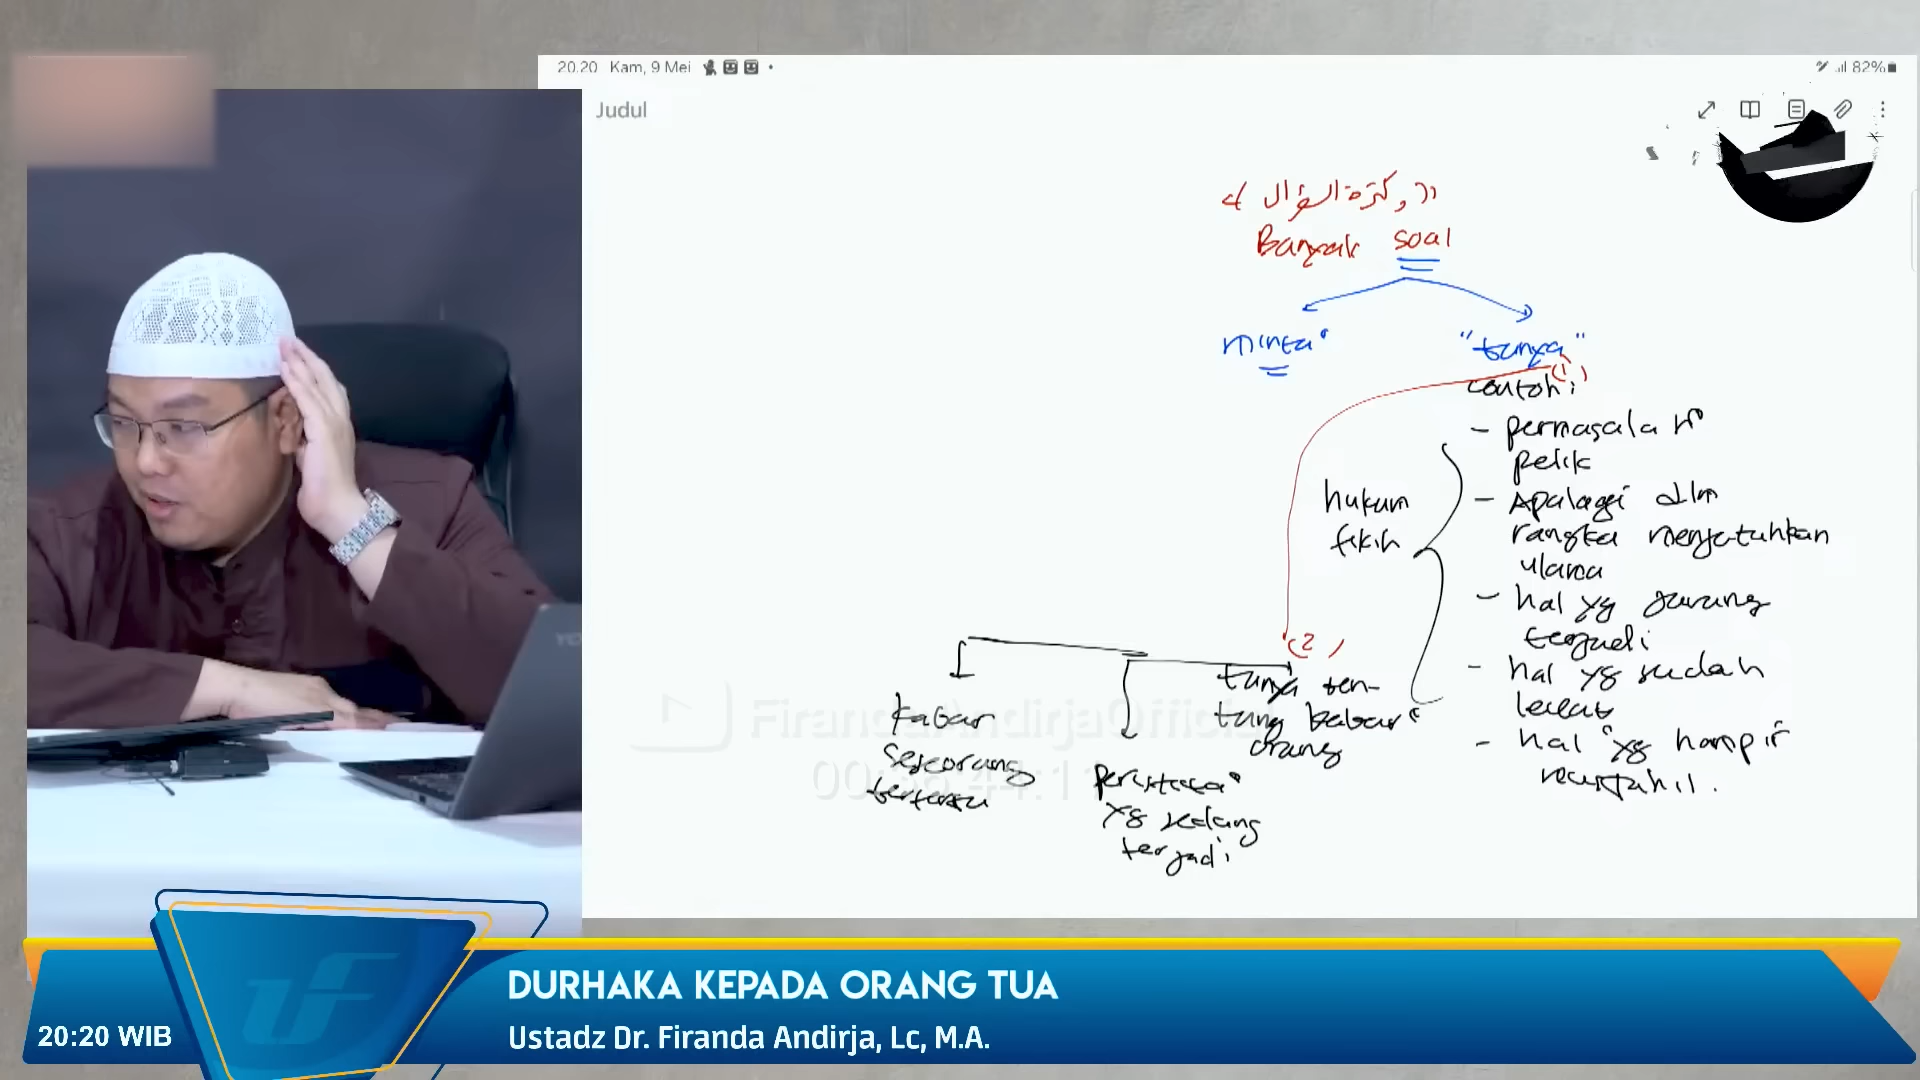 20.20 Kam, 9 Mei
82%
Judul
وكثرة السؤال
Banyak soal
minta"
"tanya"
(1)
contoh:
- permasala n"
pelik
- Apalagi dlm
rangka menjatuhkan
ulama
- hal yg jarang
terjadi
- hal yg sudah
lewat
- hal yg hampir
mustahil.
hukum
fikih
(2)
tanya ten-
tang kabar"
orang
kabar
seseorang
tertentu
peristiwa"
yg sedang
terjadi
FirandaAndirjaOfficial
DURHAKA KEPADA ORANG TUA
20:20 WIB
Ustadz Dr. Firanda Andirja, Lc, M.A.